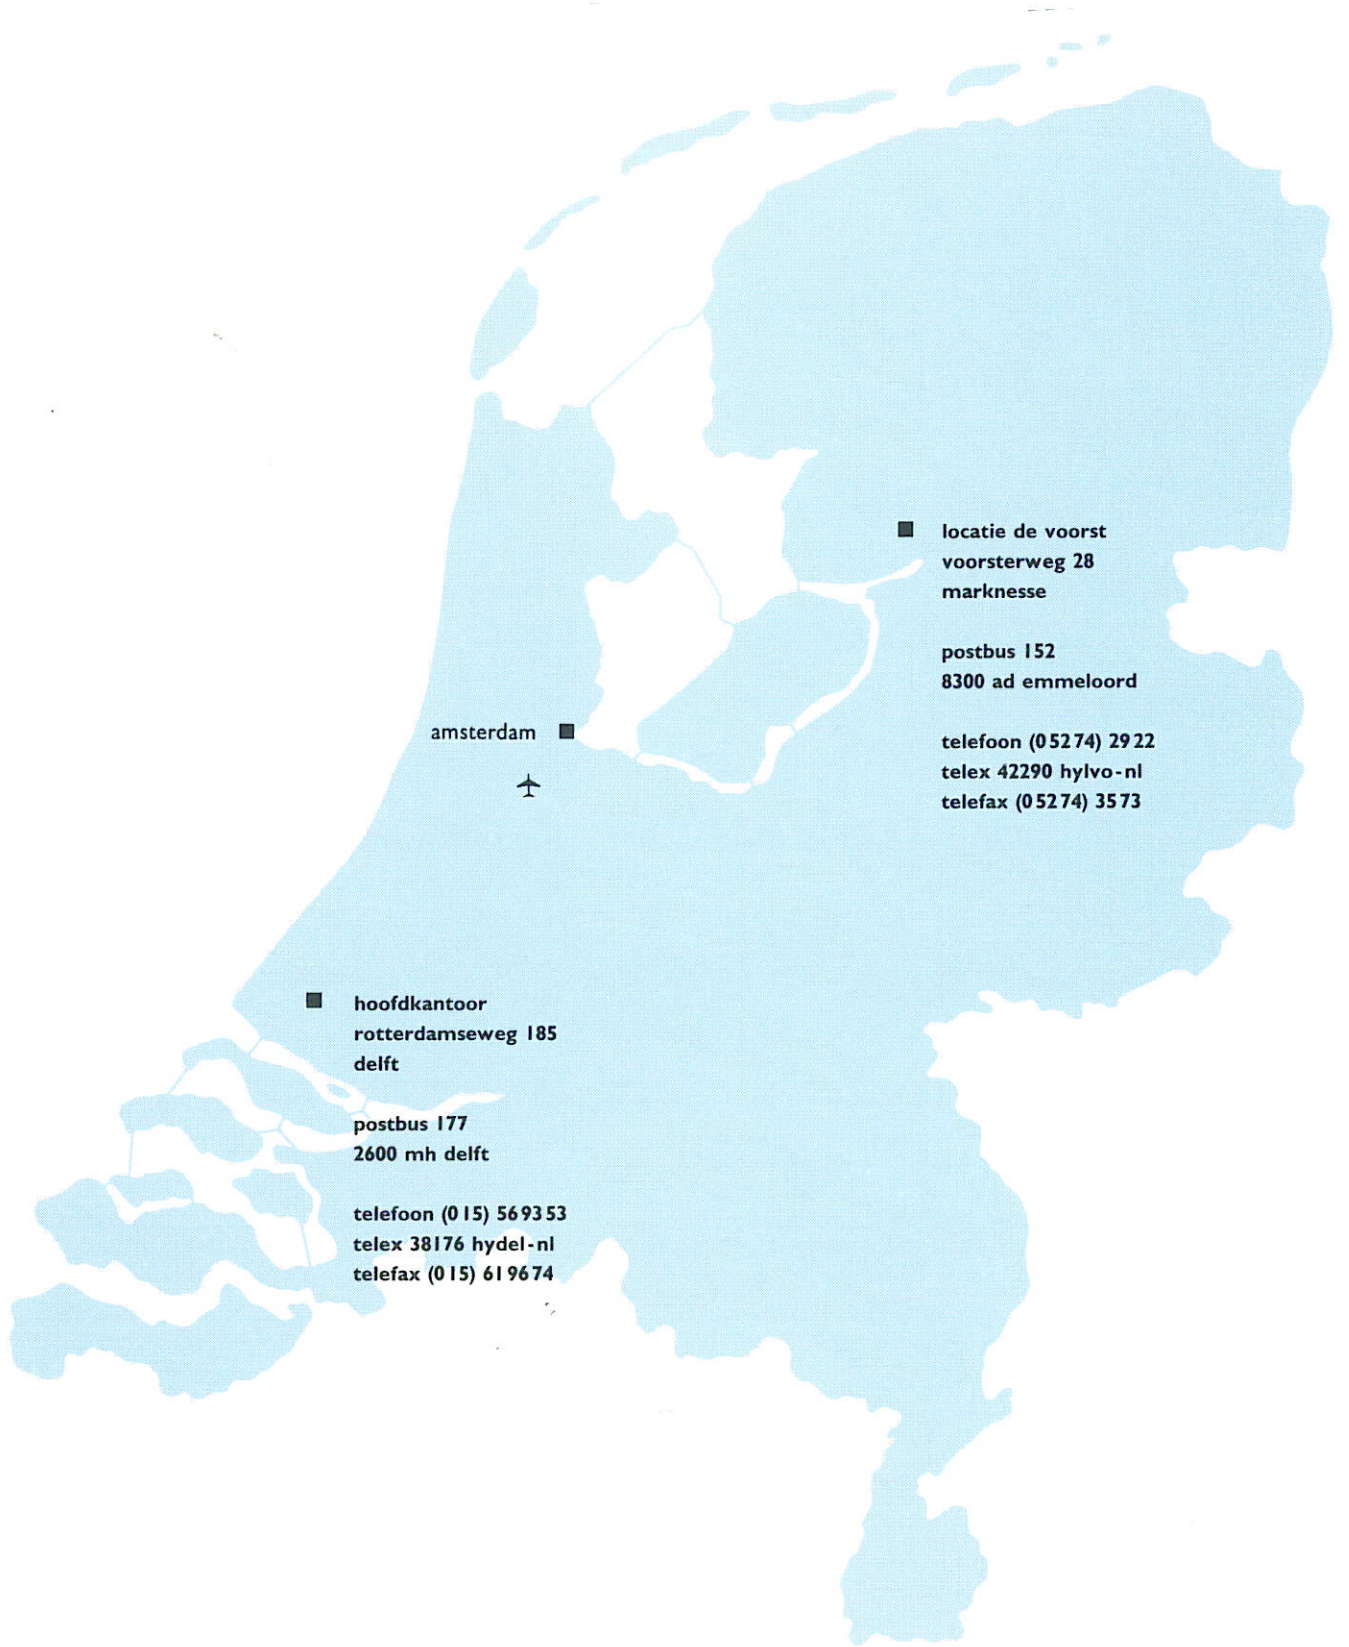 locatie de voorst
voorsterweg 28
marknesse
postbus 152
8300 ad emmeloord
telefoon (05274) 2922
telex 42290 hylvo-nl
telefax (05274) 3573
amsterdam
hoofdkantoor
rotterdamseweg 185
delft
postbus 177
2600 mh delft
telefoon (015) 569353
telex 38176 hydel-nl
telefax (015) 619674